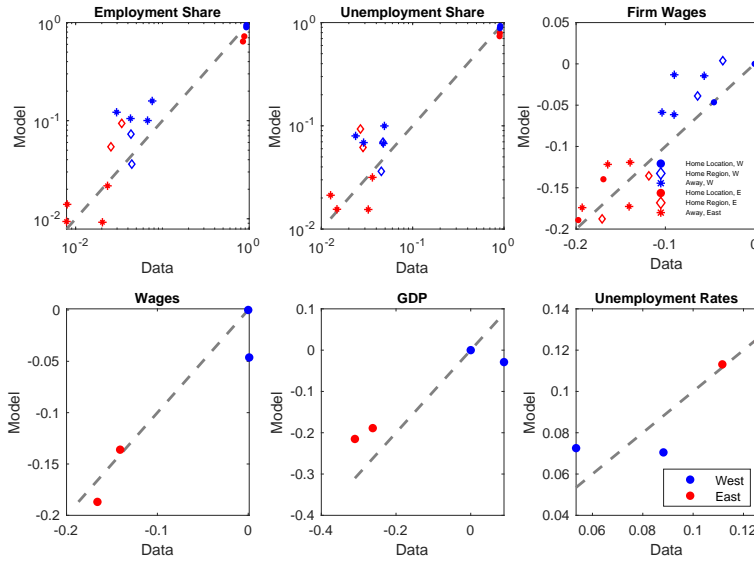 Employment Share
Unemployment Share
Firm Wages
10^0
10^-1
10^-2
Model
10^-2
10^0
Data
10^0
10^-1
10^-2
Model
10^-2
10^-1
10^0
Data
0
-0.05
-0.1
-0.15
-0.2
Model
-0.2
-0.1
0
Data
Home Location, W
Home Region, W
Away, W
Home Location, E
Home Region, E
Away, East
Wages
GDP
Unemployment Rates
0
-0.05
-0.1
-0.15
-0.2
Model
-0.2
-0.1
0
Data
0.1
0
-0.1
-0.2
-0.3
-0.4
Model
-0.4
-0.2
0
Data
0.14
0.12
0.1
0.08
0.06
0.04
Model
0.06
0.08
0.1
0.12
Data
West
East